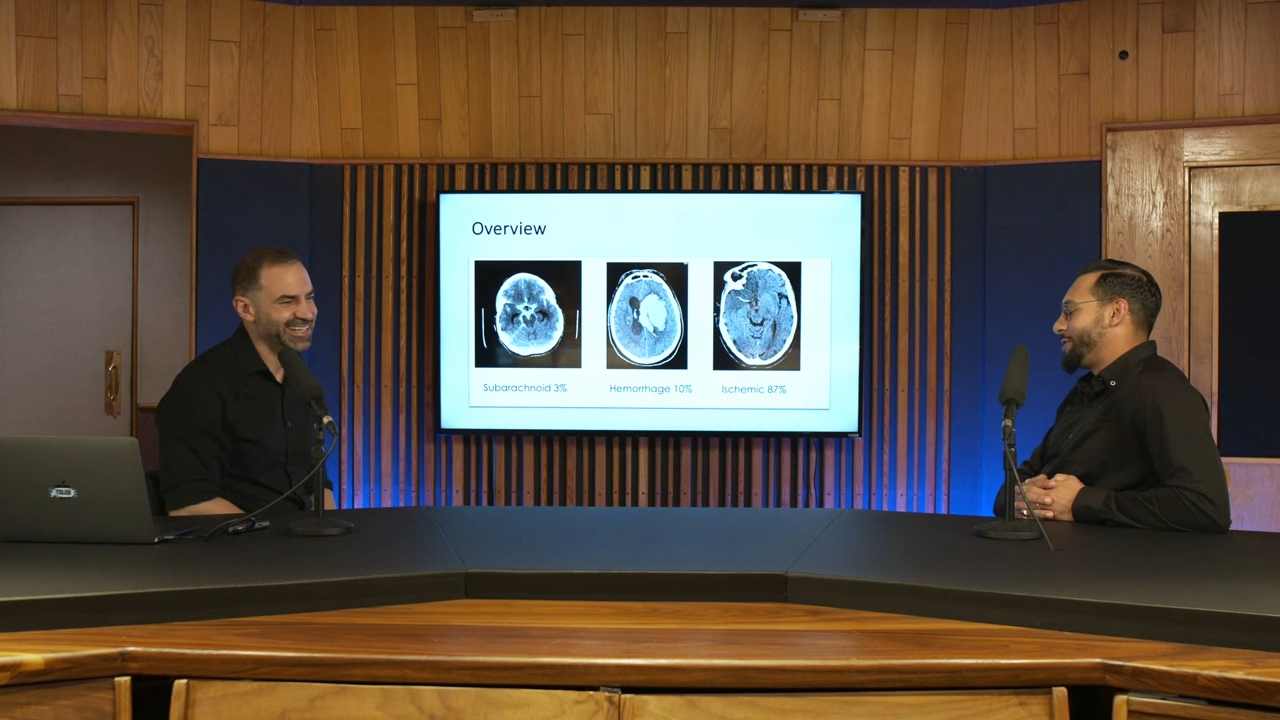 Overview
Subarachnoid 3%
Hemorrhage 10%
Ischemic 87%